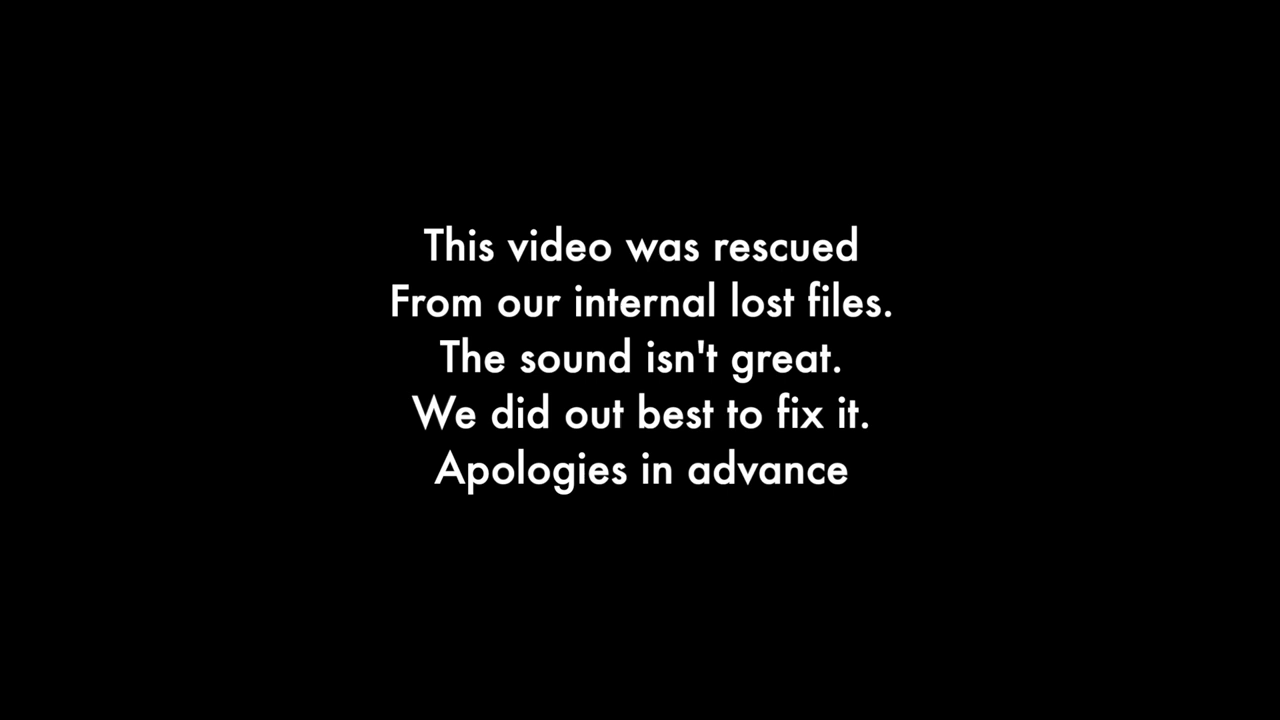 This video was rescued
From our internal lost files.
The sound isn't great.
We did out best to fix it.
Apologies in advance